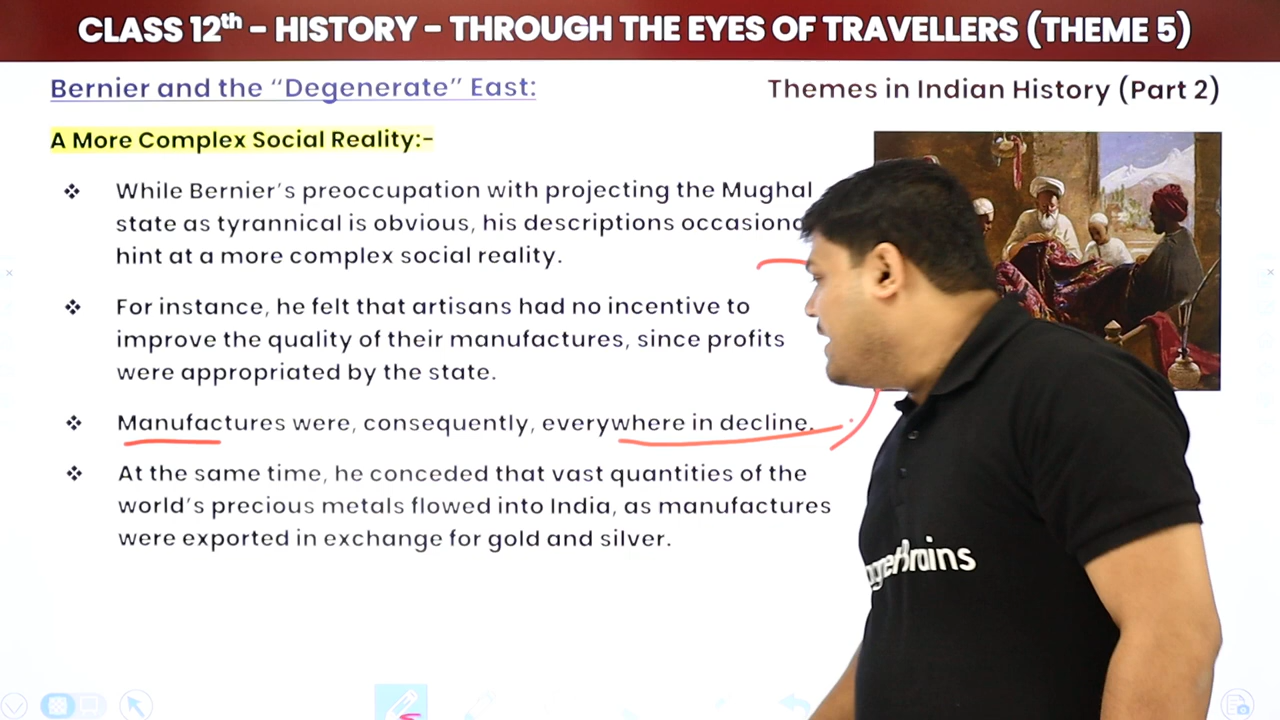 CLASS 12th – HISTORY – THROUGH THE EYES OF TRAVELLERS (THEME 5)
Bernier and the “Degenerate” East:
Themes in Indian History (Part 2)
A More Complex Social Reality:-
❖ While Bernier’s preoccupation with projecting the Mughal
state as tyrannical is obvious, his descriptions
hint at a more complex social reality.
❖ For instance, he felt that artisans had no incentive to
improve the quality of their manufactures, since profits
were appropriated by the state.
❖ Manufactures were, consequently, everywhere in decline.
❖ At the same time, he conceded that vast quantities of the
world’s precious metals flowed into India, as manufactures
were exported in exchange for gold and silver.